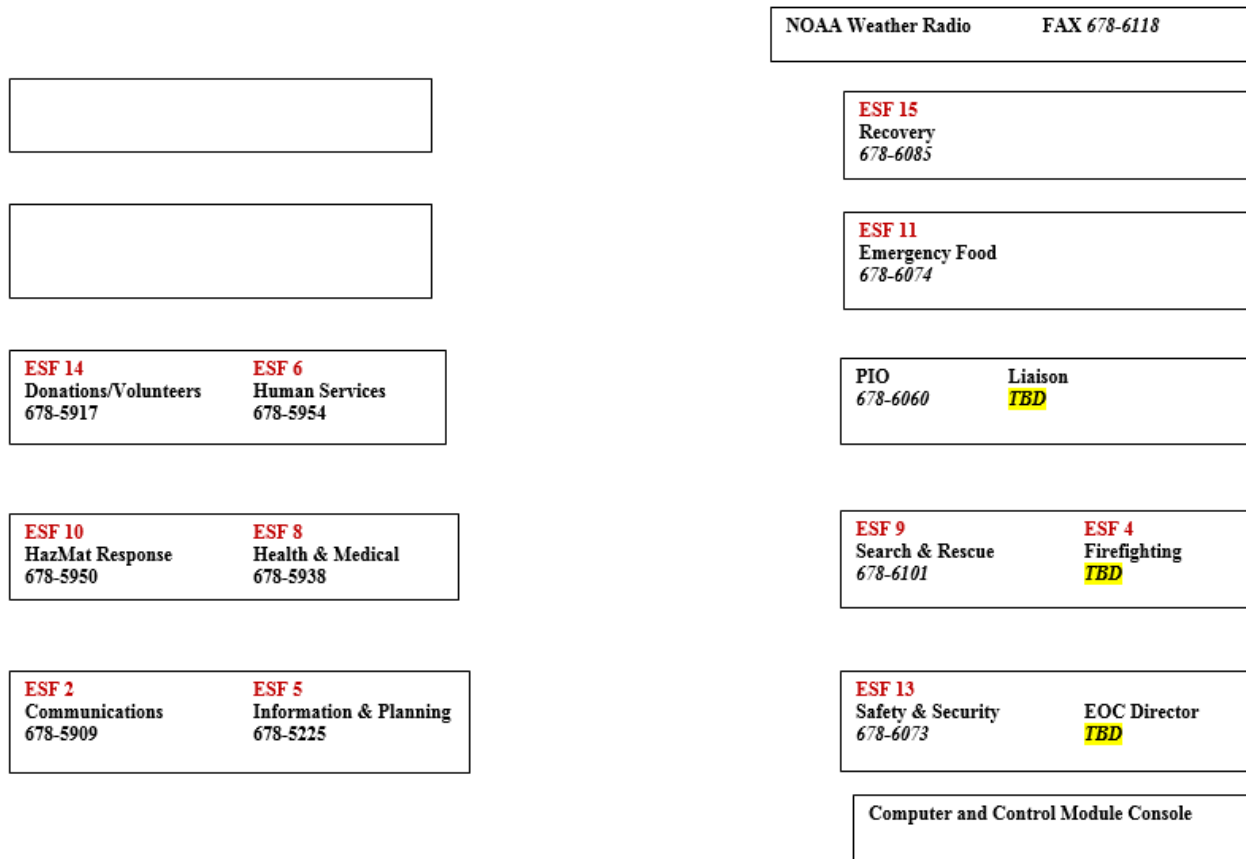 NOAA Weather Radio FAX 678-6118
ESF 15
Recovery
678-6085
ESF 11
Emergency Food
678-6074
ESF 14 ESF 6
Donations/Volunteers Human Services
678-5917 678-5954
PIO Liaison
678-6060 TBD
ESF 10 ESF 8
HazMat Response Health & Medical
678-5950 678-5938
ESF 9 ESF 4
Search & Rescue Firefighting
678-6101 TBD
ESF 2 ESF 5
Communications Information & Planning
678-5909 678-5225
ESF 13
Safety & Security EOC Director
678-6073 TBD
Computer and Control Module Console